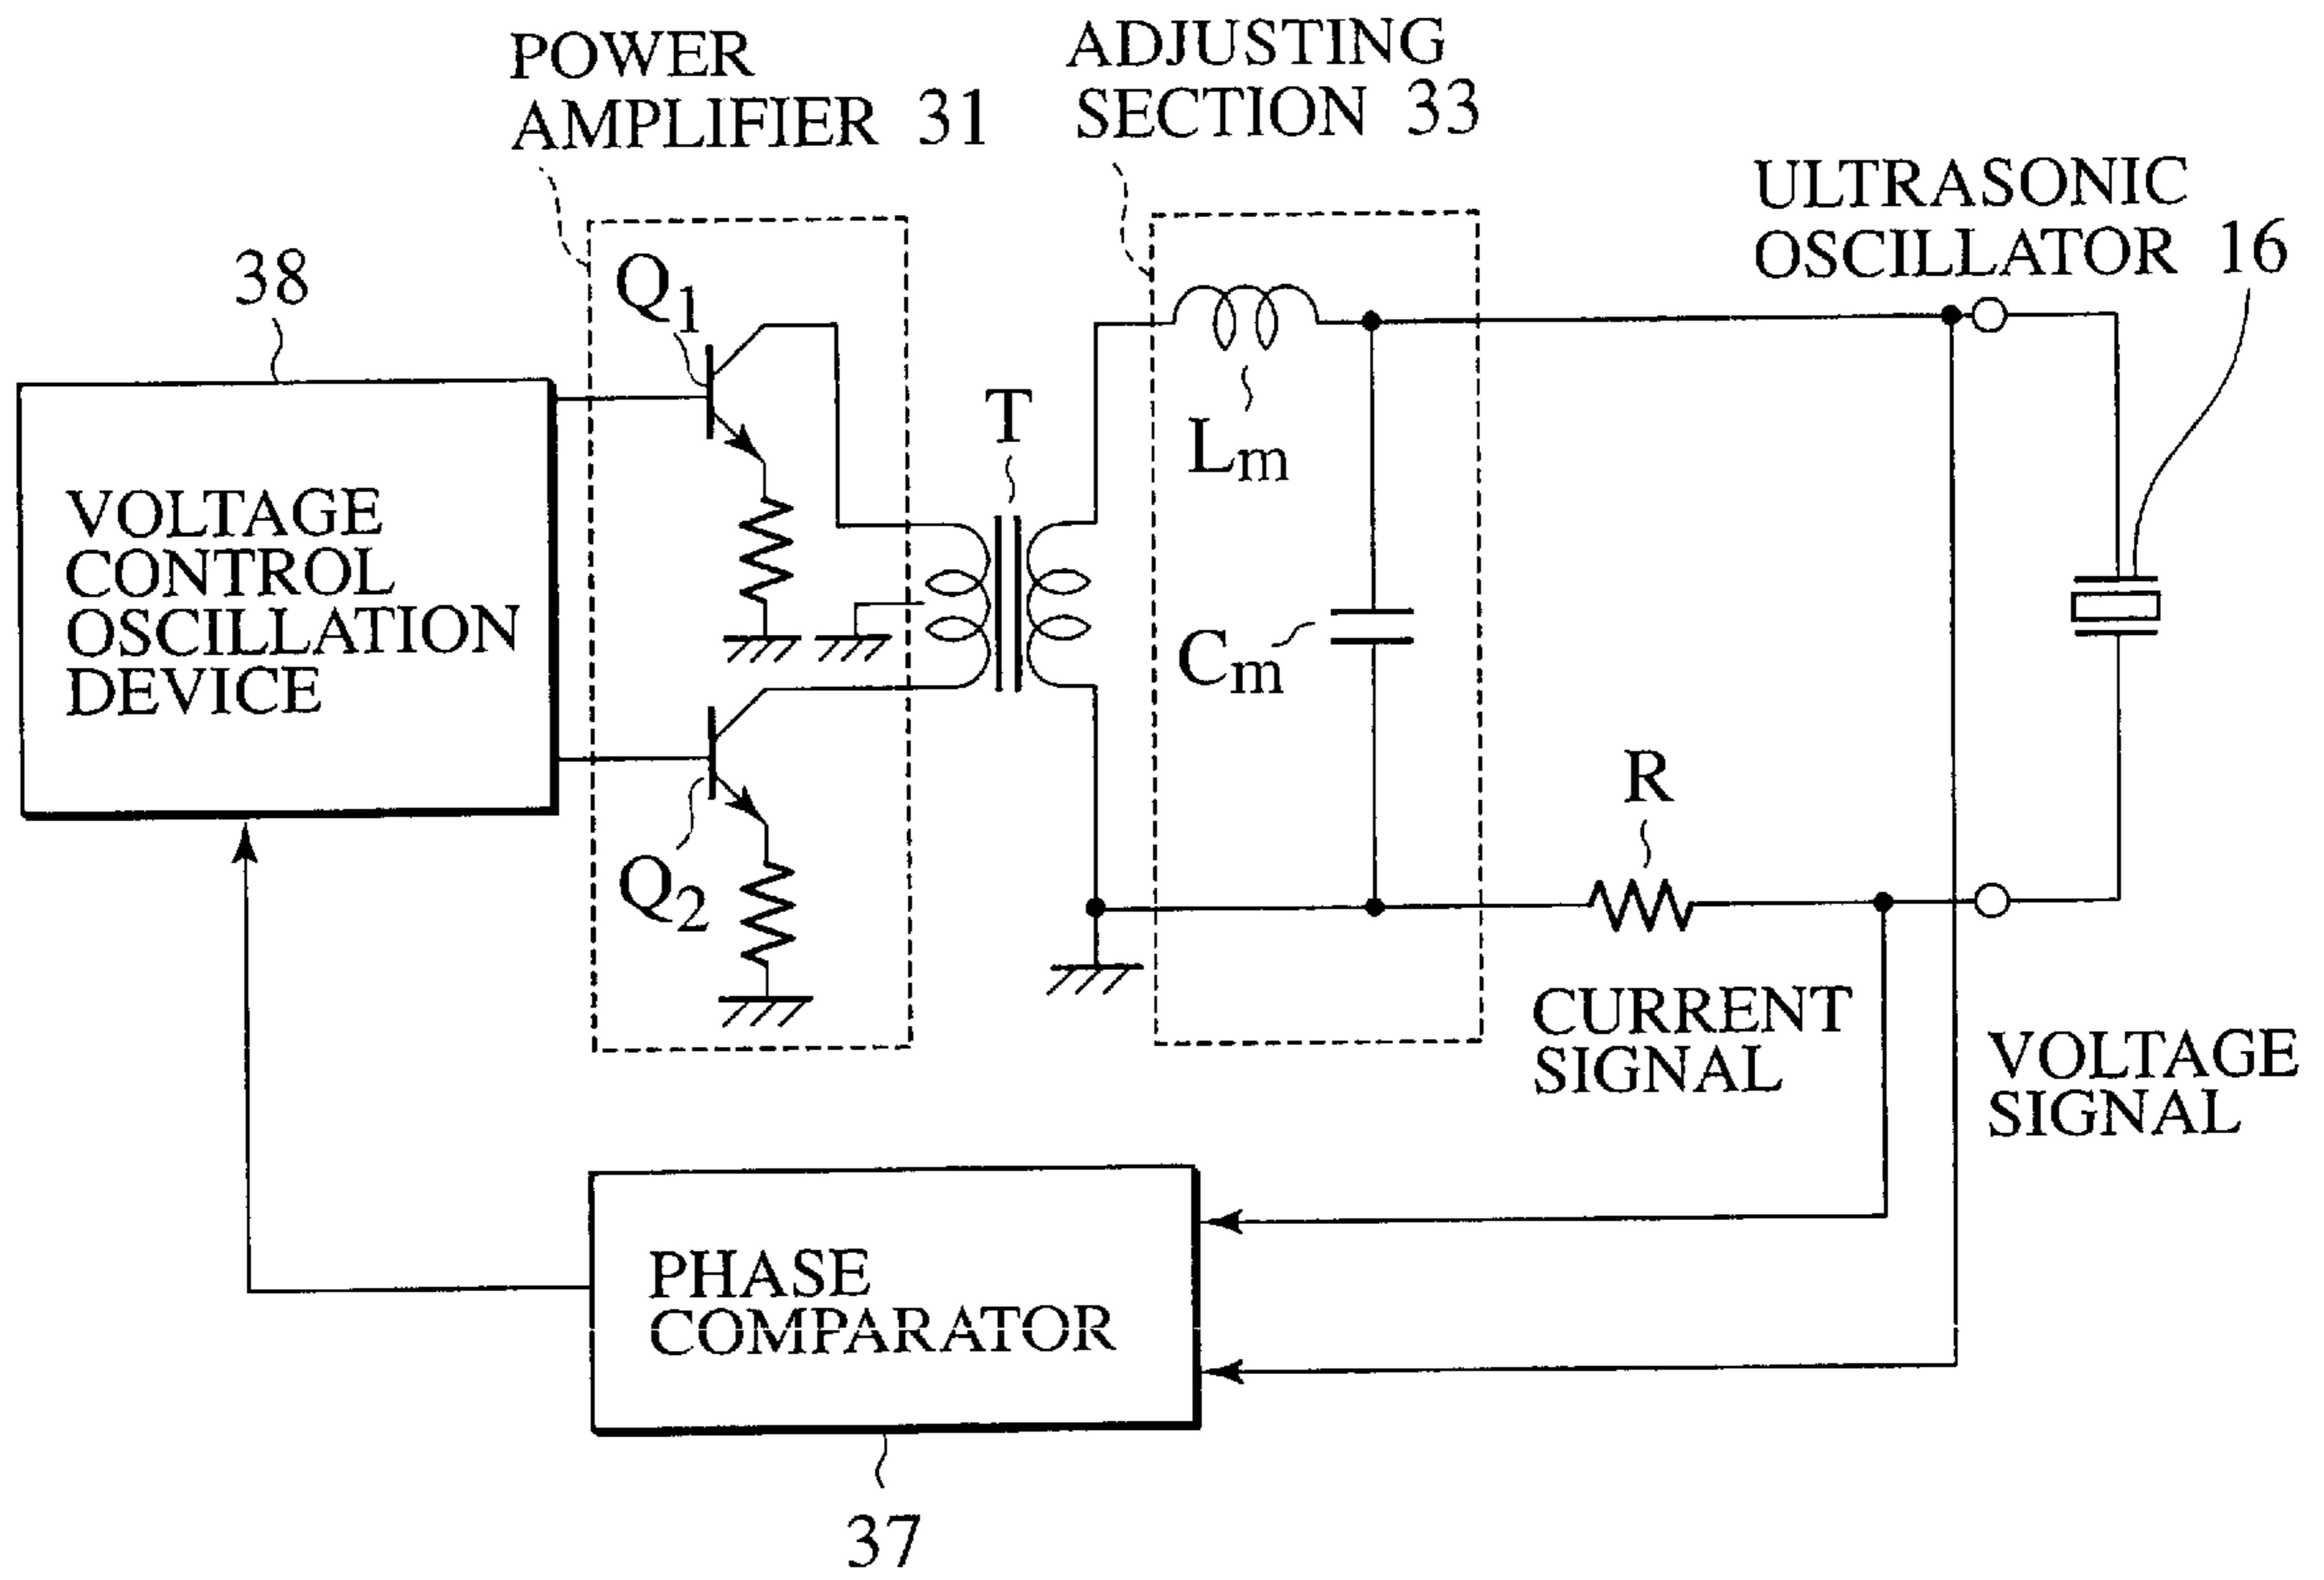 POWER
AMPLIFIER 31
ADJUSTING
SECTION 33
ULTRASONIC
OSCILLATOR 16
38
Q1
T
Lm
VOLTAGE
CONTROL
OSCILLATION
DEVICE
Cm
R
Q2
CURRENT
SIGNAL
VOLTAGE
SIGNAL
PHASE
COMPARATOR
37